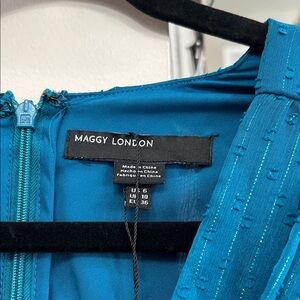 MAGGY LONDON
Made in China
Hecho en China
Fabriqué en Chine
US 6
UK 10
EU 36